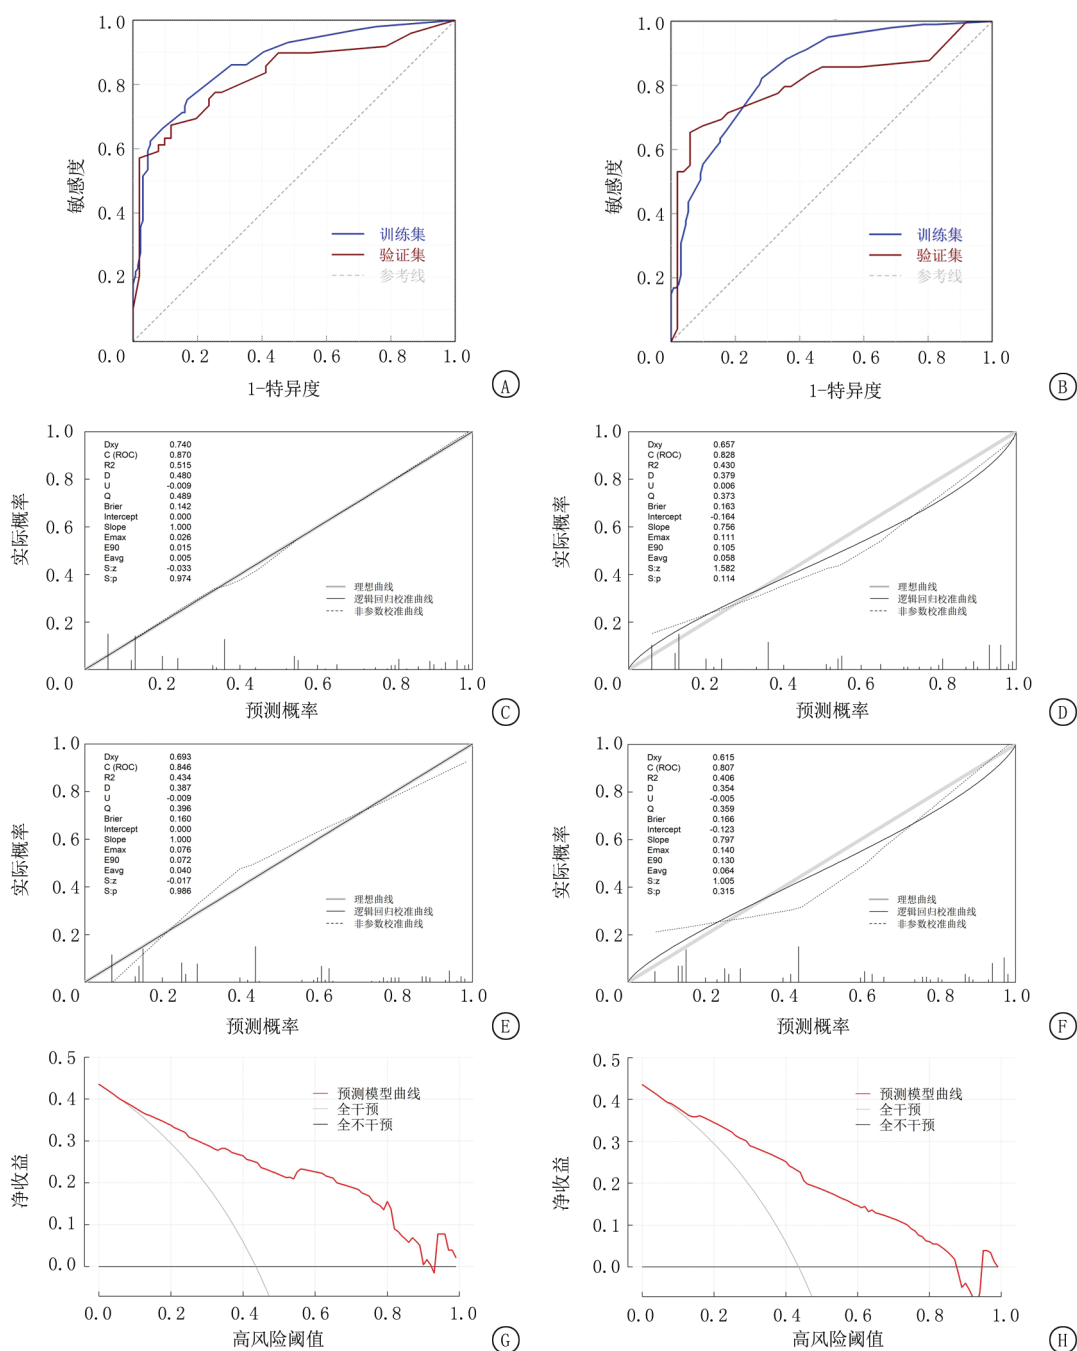 1.0
0.8
0.6
0.4
0.2
0.0
0.2
0.4
0.6
0.8
1.0
敏感度
1-特异度
训练集
验证集
参考线
A
1.0
0.8
0.6
0.4
0.2
0.0
0.2
0.4
0.6
0.8
1.0
敏感度
1-特异度
训练集
验证集
参考线
B
1.0
0.8
0.6
0.4
0.2
0.0
0.2
0.4
0.6
0.8
1.0
实际概率
预测概率
Dxy 0.740
C (ROC) 0.870
R2 0.515
D 0.480
U -0.009
Q 0.489
Brier 0.142
Intercept 0.000
Slope 1.000
Emax 0.026
E90 0.015
Eavg 0.005
S:z -0.033
S:p 0.974
理想曲线
逻辑回归校准曲线
非参数校准曲线
C
1.0
0.8
0.6
0.4
0.2
0.0
0.2
0.4
0.6
0.8
1.0
实际概率
预测概率
Dxy 0.657
C (ROC) 0.828
R2 0.430
D 0.379
U 0.006
Q 0.373
Brier 0.163
Intercept -0.164
Slope 0.756
Emax 0.111
E90 0.105
Eavg 0.058
S:z 1.582
S:p 0.114
理想曲线
逻辑回归校准曲线
非参数校准曲线
D
1.0
0.8
0.6
0.4
0.2
0.0
0.2
0.4
0.6
0.8
1.0
实际概率
预测概率
Dxy 0.693
C (ROC) 0.846
R2 0.434
D 0.387
U -0.009
Q 0.396
Brier 0.160
Intercept 0.000
Slope 1.000
Emax 0.076
E90 0.072
Eavg 0.040
S:z -0.017
S:p 0.986
理想曲线
逻辑回归校准曲线
非参数校准曲线
E
1.0
0.8
0.6
0.4
0.2
0.0
0.2
0.4
0.6
0.8
1.0
实际概率
预测概率
Dxy 0.615
C (ROC) 0.807
R2 0.406
D 0.354
U -0.005
Q 0.359
Brier 0.166
Intercept -0.123
Slope 0.797
Emax 0.140
E90 0.130
Eavg 0.064
S:z 1.005
S:p 0.315
理想曲线
逻辑回归校准曲线
非参数校准曲线
F
0.5
0.4
0.3
0.2
0.1
0.0
0.0
0.2
0.4
0.6
0.8
1.0
净收益
高风险阈值
预测模型曲线
全干预
全不干预
G
0.5
0.4
0.3
0.2
0.1
0.0
0.0
0.2
0.4
0.6
0.8
1.0
净收益
高风险阈值
预测模型曲线
全干预
全不干预
H